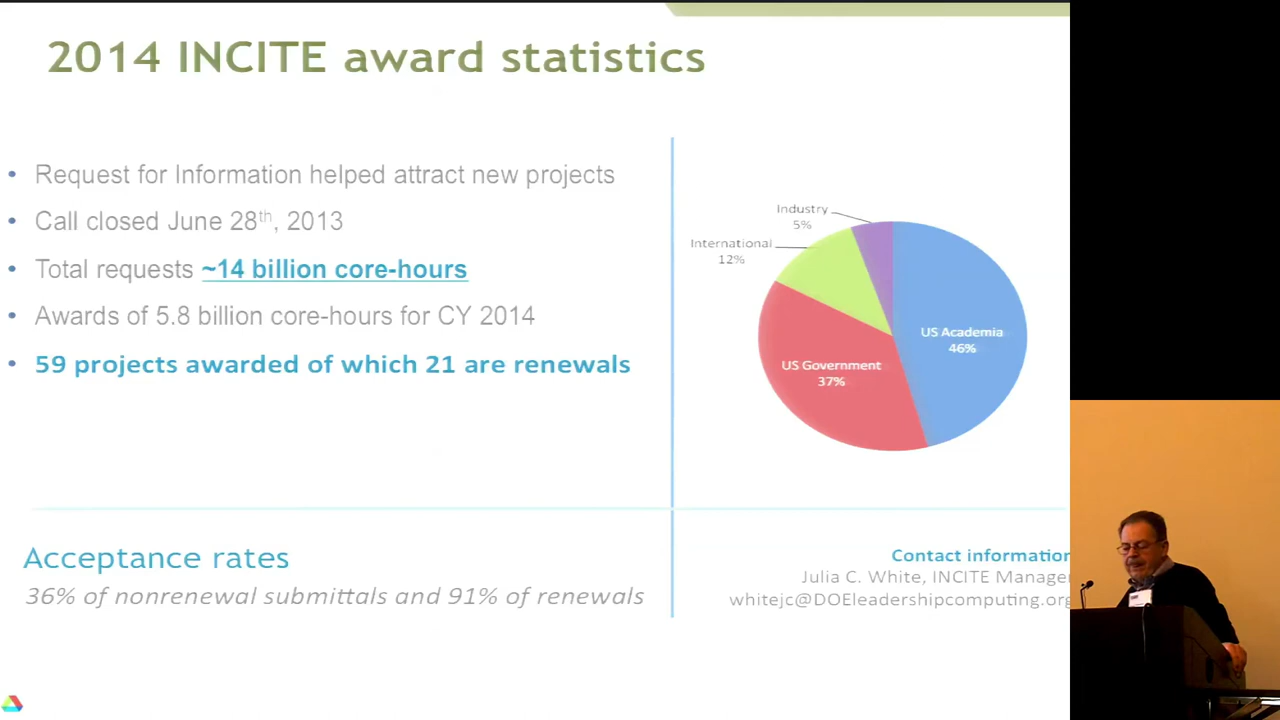 2014 INCITE award statistics
• Request for Information helped attract new projects
• Call closed June 28th, 2013
• Total requests ~14 billion core-hours
• Awards of 5.8 billion core-hours for CY 2014
• 59 projects awarded of which 21 are renewals
Industry
5%
International
12%
US Academia
46%
US Government
37%
Acceptance rates
36% of nonrenewal submittals and 91% of renewals
Contact information
Julia C. White, INCITE Manager
whitejc@DOEleadershipcomputing.org